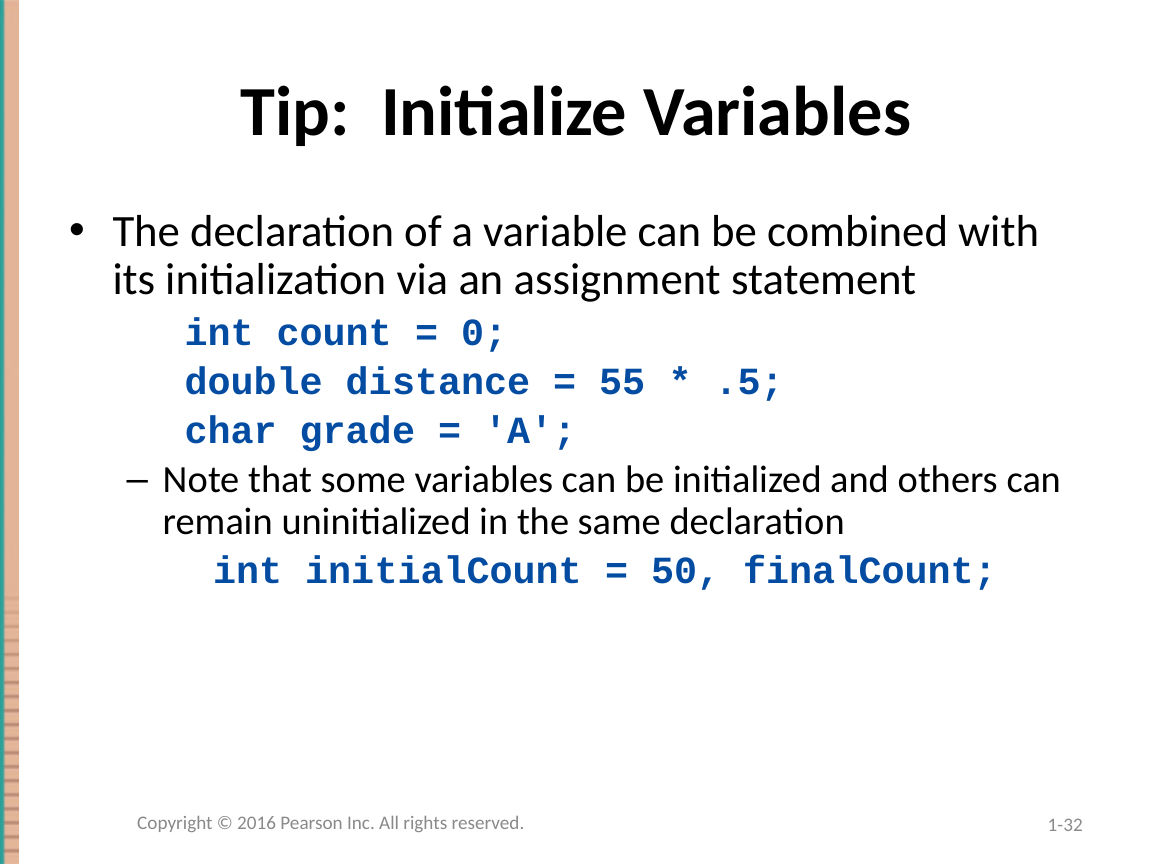 Tip:  Initialize Variables
• The declaration of a variable can be combined with
its initialization via an assignment statement
int count = 0;
double distance = 55 * .5;
char grade = 'A';
– Note that some variables can be initialized and others can
remain uninitialized in the same declaration
int initialCount = 50, finalCount;
Copyright © 2016 Pearson Inc. All rights reserved.
1-32